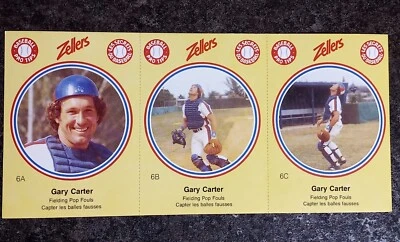 BASEBALL PRO TIPS
Zellers
LES SECRETS DU BASEBALL
BASEBALL PRO TIPS
Zellers
LES SECRETS DU BASEBALL
BASEBALL PRO TIPS
Zellers
LES SECRETS DU BASEBALL
6A
Gary Carter
Fielding Pop Fouls
Capter les balles fausses
6B
Gary Carter
Fielding Pop Fouls
Capter les balles fausses
6C
Gary Carter
Fielding Pop Fouls
Capter les balles fausses